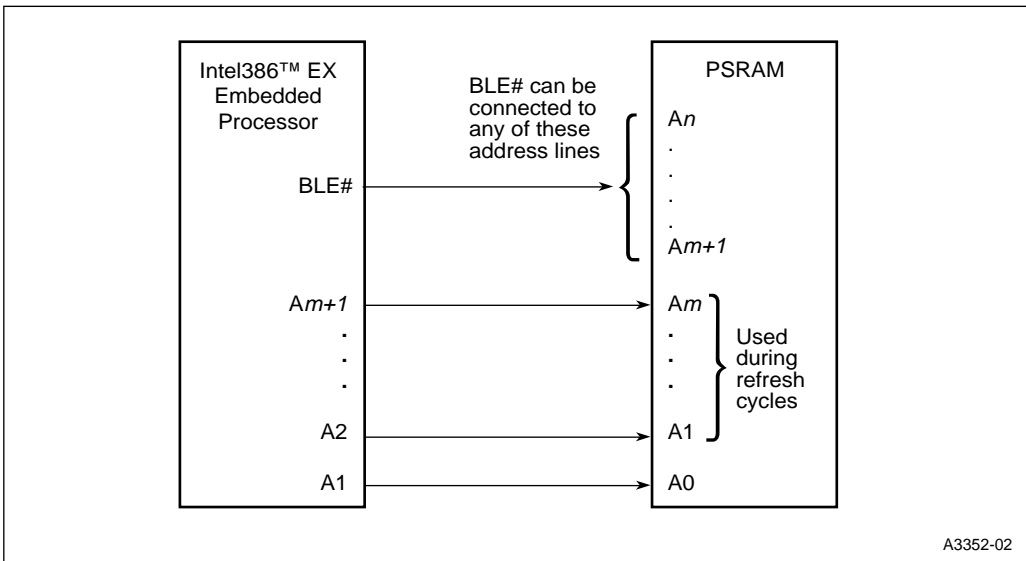 Intel386™ EX
Embedded
Processor
BLE#
Am+1
.
.
.
A2
A1
BLE# can be
connected to
any of these
address lines
PSRAM
An
.
.
.
.
Am+1
Am
.
.
.
A1
A0
Used
during
refresh
cycles
A3352-02